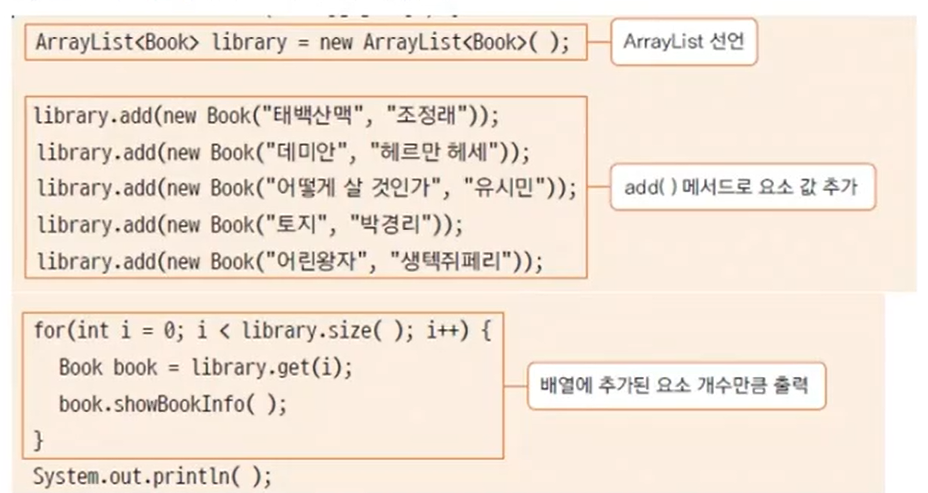 ArrayList<Book> library = new ArrayList<Book>( );
ArrayList 선언
library.add(new Book("태백산맥", "조정래"));
library.add(new Book("데미안", "헤르만 헤세"));
library.add(new Book("어떻게 살 것인가", "유시민"));
library.add(new Book("토지", "박경리"));
library.add(new Book("어린왕자", "생텍쥐페리"));
add( ) 메서드로 요소 값 추가
for(int i = 0; i < library.size( ); i++) {
Book book = library.get(i);
book.showBookInfo( );
}
배열에 추가된 요소 개수만큼 출력
System.out.println( );